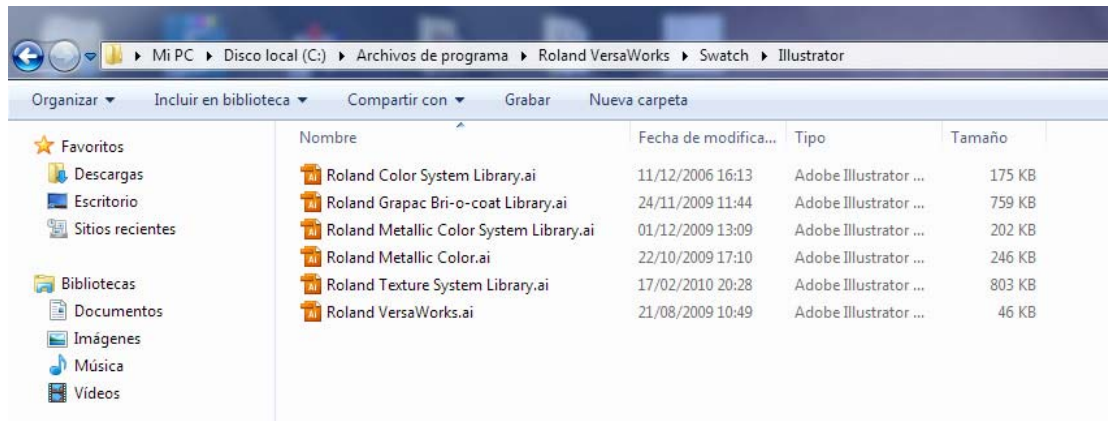 Mi PC Disco local (C:) Archivos de programa Roland VersaWorks Swatch Illustrator
Organizar Incluir en biblioteca Compartir con Grabar Nueva carpeta
Favoritos
Descargas
Escritorio
Sitios recientes
Bibliotecas
Documentos
Imágenes
Música
Vídeos
Nombre Fecha de modifica... Tipo Tamaño
Roland Color System Library.ai 11/12/2006 16:13 Adobe Illustrator ... 175 KB
Roland Grapac Bri-o-coat Library.ai 24/11/2009 11:44 Adobe Illustrator ... 759 KB
Roland Metallic Color System Library.ai 01/12/2009 13:09 Adobe Illustrator ... 202 KB
Roland Metallic Color.ai 22/10/2009 17:10 Adobe Illustrator ... 246 KB
Roland Texture System Library.ai 17/02/2010 20:28 Adobe Illustrator ... 803 KB
Roland VersaWorks.ai 21/08/2009 10:49 Adobe Illustrator ... 46 KB